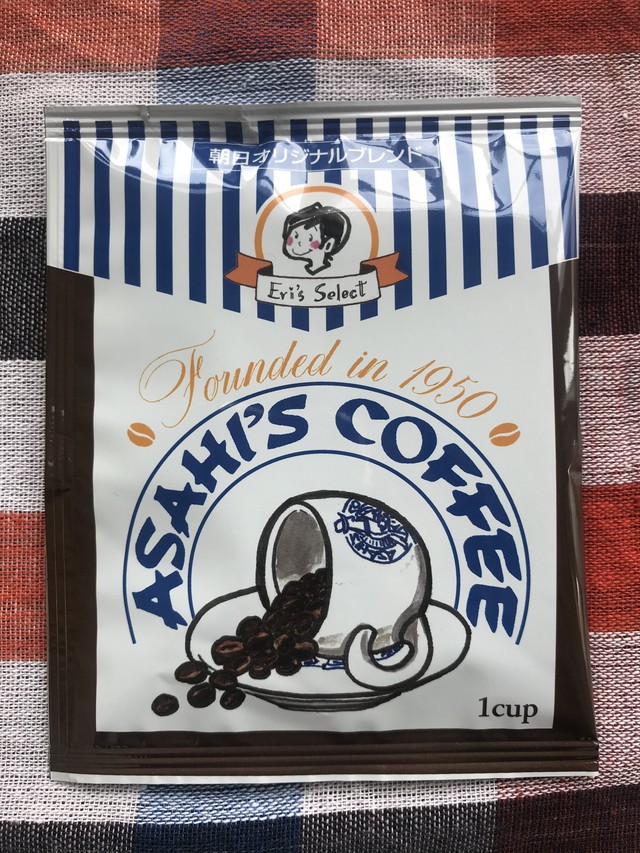 朝日オリジナルブレンド
Eri's Select
Founded in 1950
ASAHI'S COFFEE
1cup